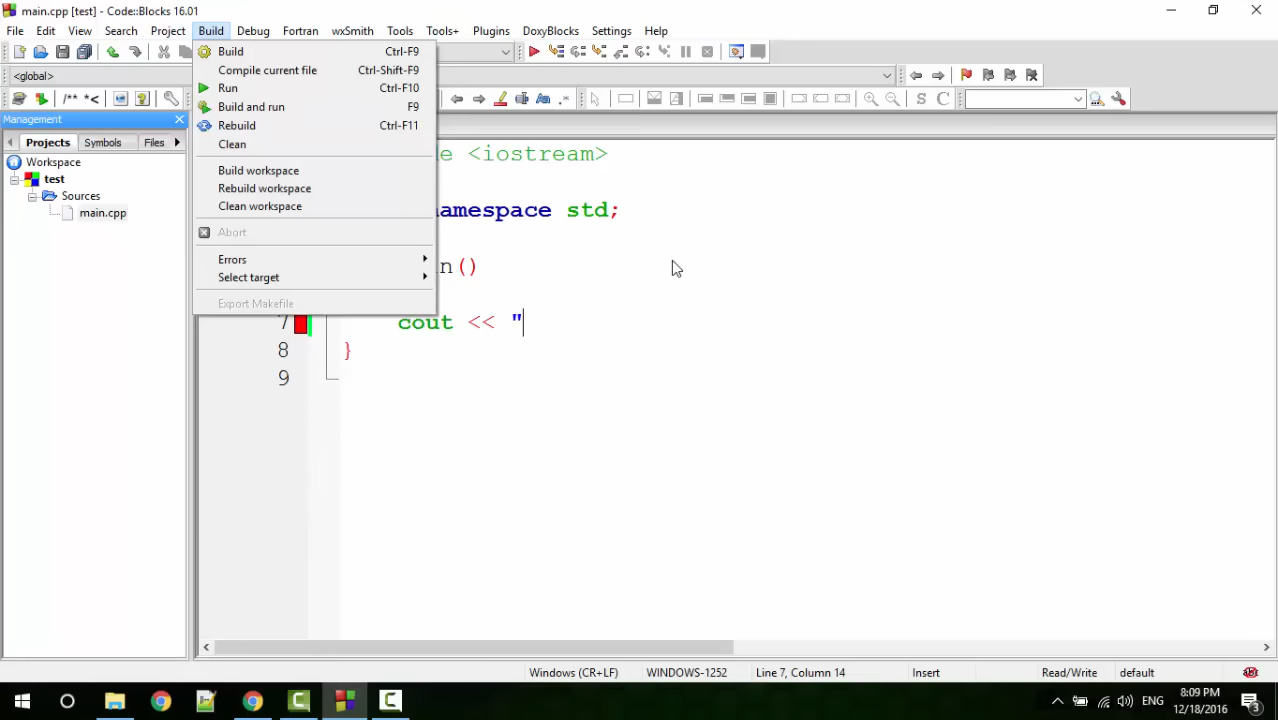 main.cpp [test] - Code::Blocks 16.01
File Edit View Search Project Build Debug Fortran wxSmith Tools Tools+ Plugins DoxyBlocks Settings Help
Build Ctrl-F9
Compile current file Ctrl-Shift-F9
Run Ctrl-F10
Build and run F9
Rebuild Ctrl-F11
Clean
Build workspace
Rebuild workspace
Clean workspace
Abort
Errors
Select target
Export Makefile
<global>
/** *<
.*
S C
Management
Projects Symbols Files
Workspace
test
Sources
main.cpp
de <iostream>
namespace std;
n()
7 cout << "
8 }
9
Windows (CR+LF) WINDOWS-1252 Line 7, Column 14 Insert Read/Write default
ENG
8:09 PM
12/18/2016
3